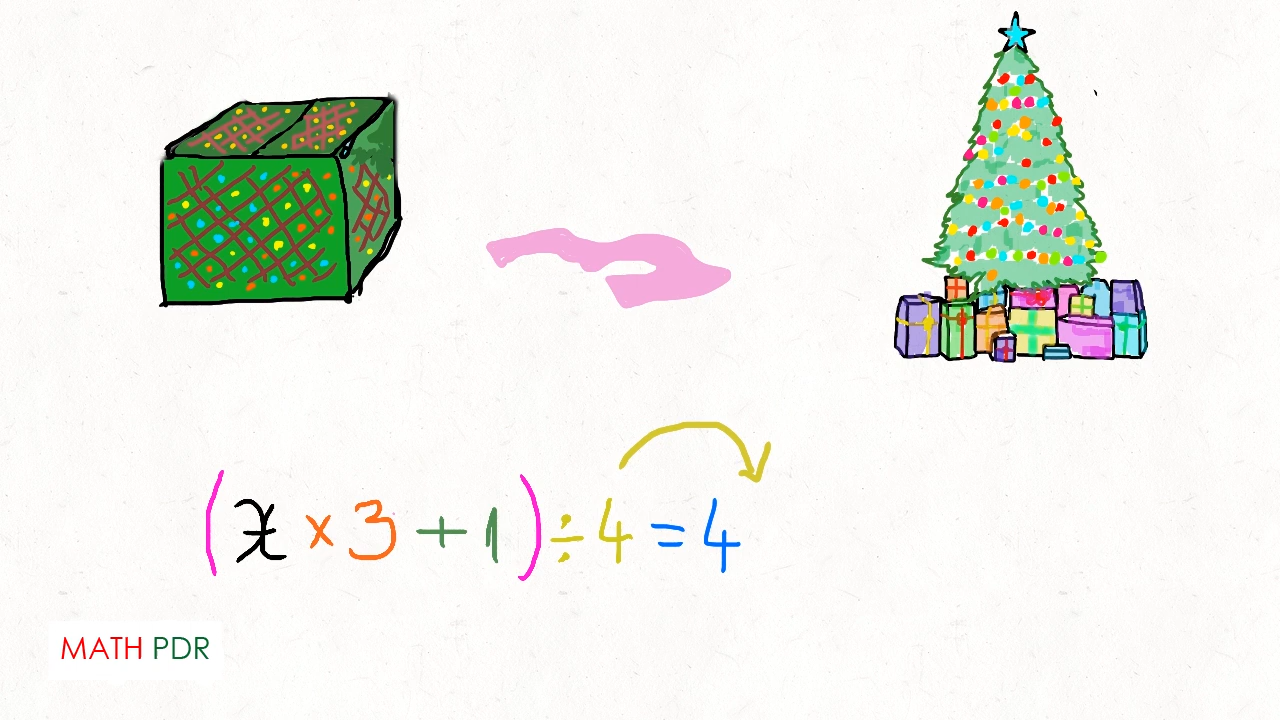 (x × 3 + 1) ÷ 4 = 4
MATH PDR